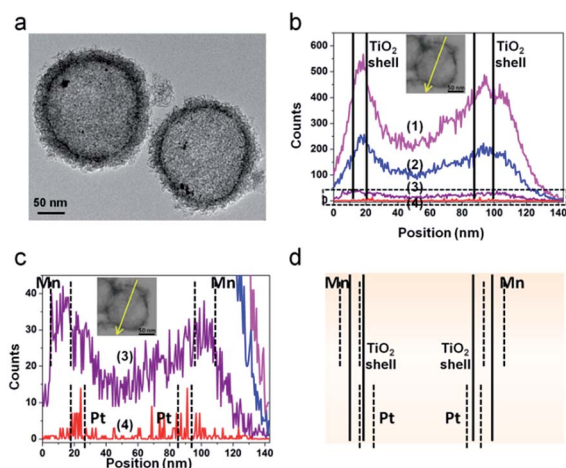 a
50 nm
b
600
500
400
300
200
100
0
Counts
TiO2 shell
TiO2 shell
50 nm
(1)
(2)
(3)
(4)
0 20 40 60 80 100 120 140
Position (nm)
c
40
30
20
10
0
Counts
Mn
Mn
50 nm
(3)
Pt
(4)
Pt
0 20 40 60 80 100 120 140
Position (nm)
d
Mn
Mn
TiO2 shell
TiO2 shell
Pt
Pt